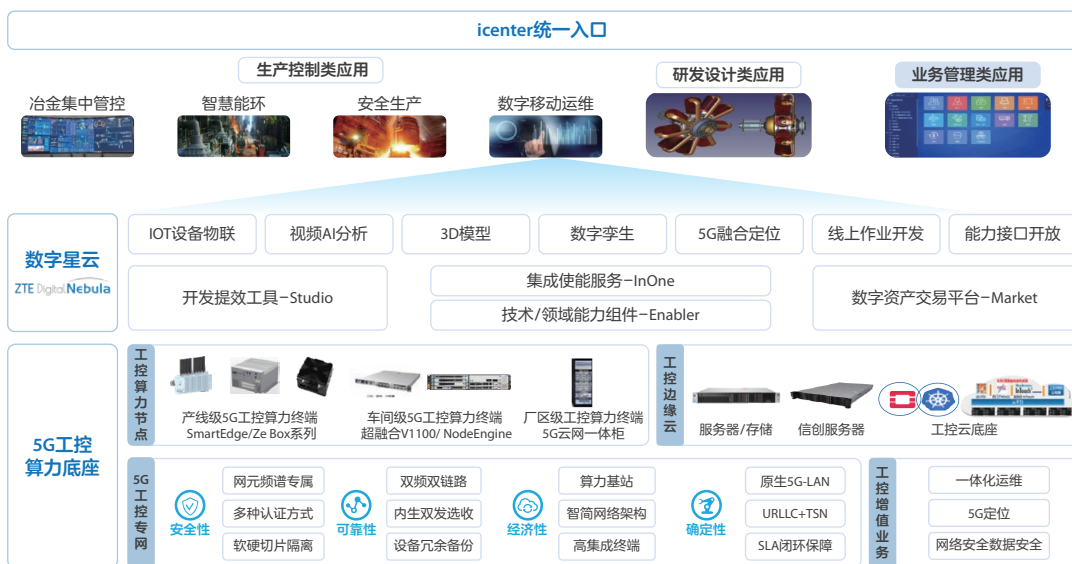 icenter统一入口
生产控制类应用
研发设计类应用
业务管理类应用
冶金集中管控
智慧能环
安全生产
数字移动运维
数字星云
ZTE Digital Nebula
IOT设备物联
视频AI分析
3D模型
数字孪生
5G融合定位
线上作业开发
能力接口开放
开发提效工具-Studio
集成使能服务-InOne
技术/领域能力组件-Enabler
数字资产交易平台-Market
5G工控
算力底座
工控算力节点
产线级5G工控算力终端
SmartEdge/Ze Box系列
车间级5G工控算力终端
超融合V1100/ NodeEngine
厂区级工控算力终端
5G云网一体柜
工控边缘云
服务器/存储
信创服务器
工控云底座
5G工控专网
安全性
网元频谱专属
多种认证方式
软硬切片隔离
可靠性
双频双链路
内生双发选收
设备冗余备份
经济性
算力基站
智简网络架构
高集成终端
确定性
原生5G-LAN
URLLC+TSN
SLA闭环保障
工控增值业务
一体化运维
5G定位
网络安全数据安全